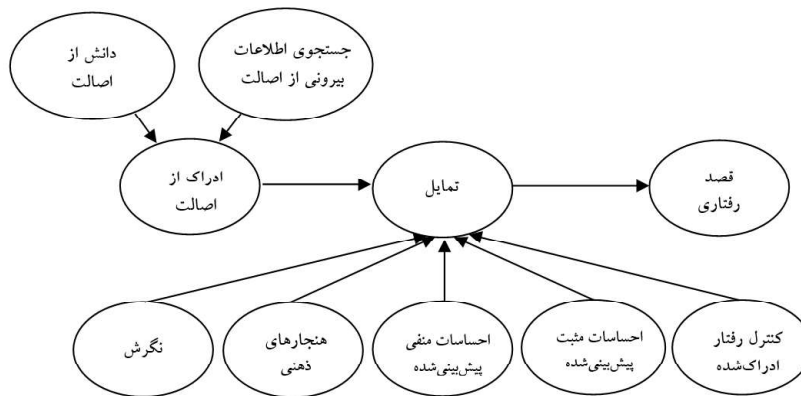 جستجوی اطلاعات
بیرونی از اصالت
دانش از
اصالت
قصد
رفتاری
تمایل
ادراک از
اصالت
کنترل رفتار
ادراک‌شده
احساسات مثبت
پیش‌بینی‌شده
احساسات منفی
پیش‌بینی‌شده
هنجارهای
ذهنی
نگرش